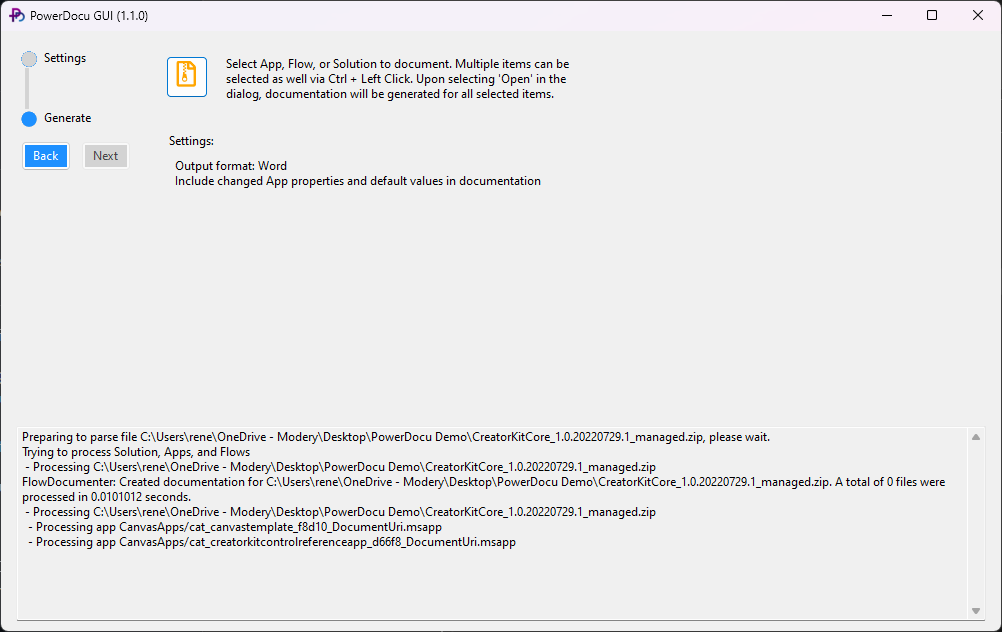 PowerDocu GUI (1.1.0)
Settings
Generate
Back
Next
Select App, Flow, or Solution to document. Multiple items can be
selected as well via Ctrl + Left Click. Upon selecting 'Open' in the
dialog, documentation will be generated for all selected items.
Settings:
Output format: Word
Include changed App properties and default values in documentation
Preparing to parse file C:\Users\rene\OneDrive - Modery\Desktop\PowerDocu Demo\CreatorKitCore_1.0.20220729.1_managed.zip, please wait.
Trying to process Solution, Apps, and Flows
- Processing C:\Users\rene\OneDrive - Modery\Desktop\PowerDocu Demo\CreatorKitCore_1.0.20220729.1_managed.zip
FlowDocumenter: Created documentation for C:\Users\rene\OneDrive - Modery\Desktop\PowerDocu Demo\CreatorKitCore_1.0.20220729.1_managed.zip. A total of 0 files were
processed in 0.0101012 seconds.
- Processing C:\Users\rene\OneDrive - Modery\Desktop\PowerDocu Demo\CreatorKitCore_1.0.20220729.1_managed.zip
- Processing app CanvasApps/cat_canvastemplate_f8d10_DocumentUri.msapp
- Processing app CanvasApps/cat_creatorkitcontrolreferenceapp_d66f8_DocumentUri.msapp